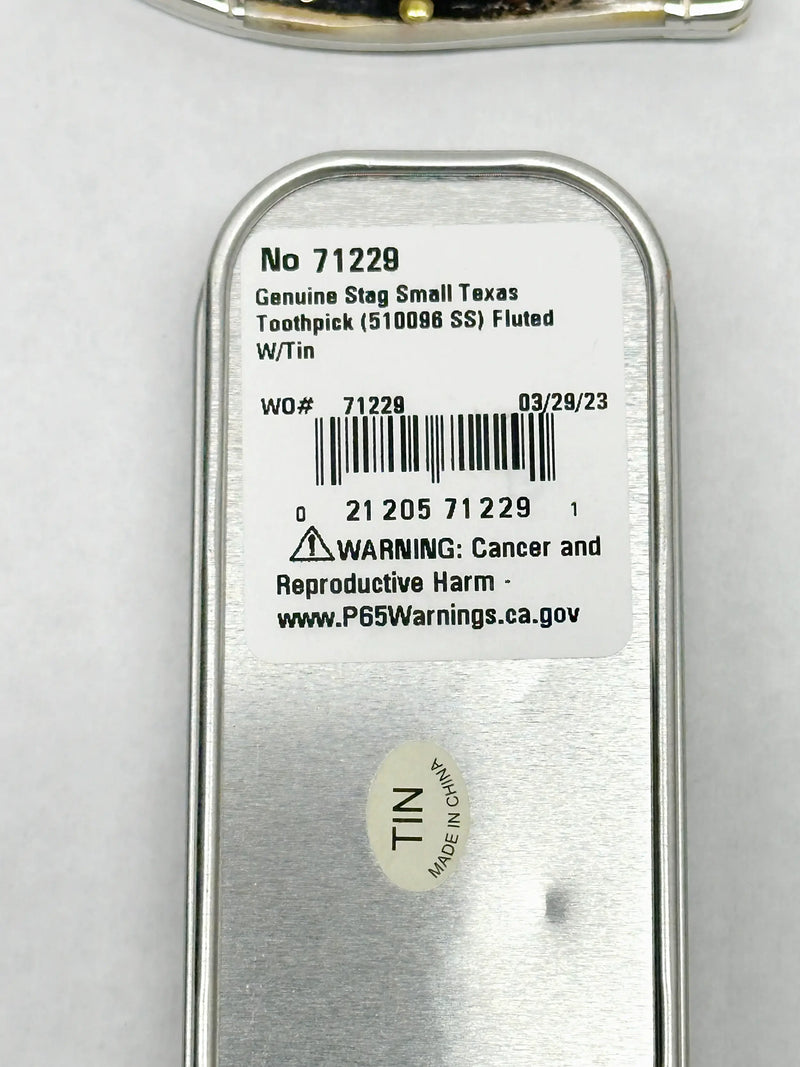 No 71229
Genuine Stag Small Texas
Toothpick (510096 SS) Fluted
W/Tin
WO# 71229 03/29/23
0 21205 71229 1
WARNING: Cancer and
Reproductive Harm -
www.P65Warnings.ca.gov
TIN
MADE IN CHINA